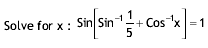 Solve for x : Sin[Sin⁻¹ 1/5 + Cos⁻¹x] = 1